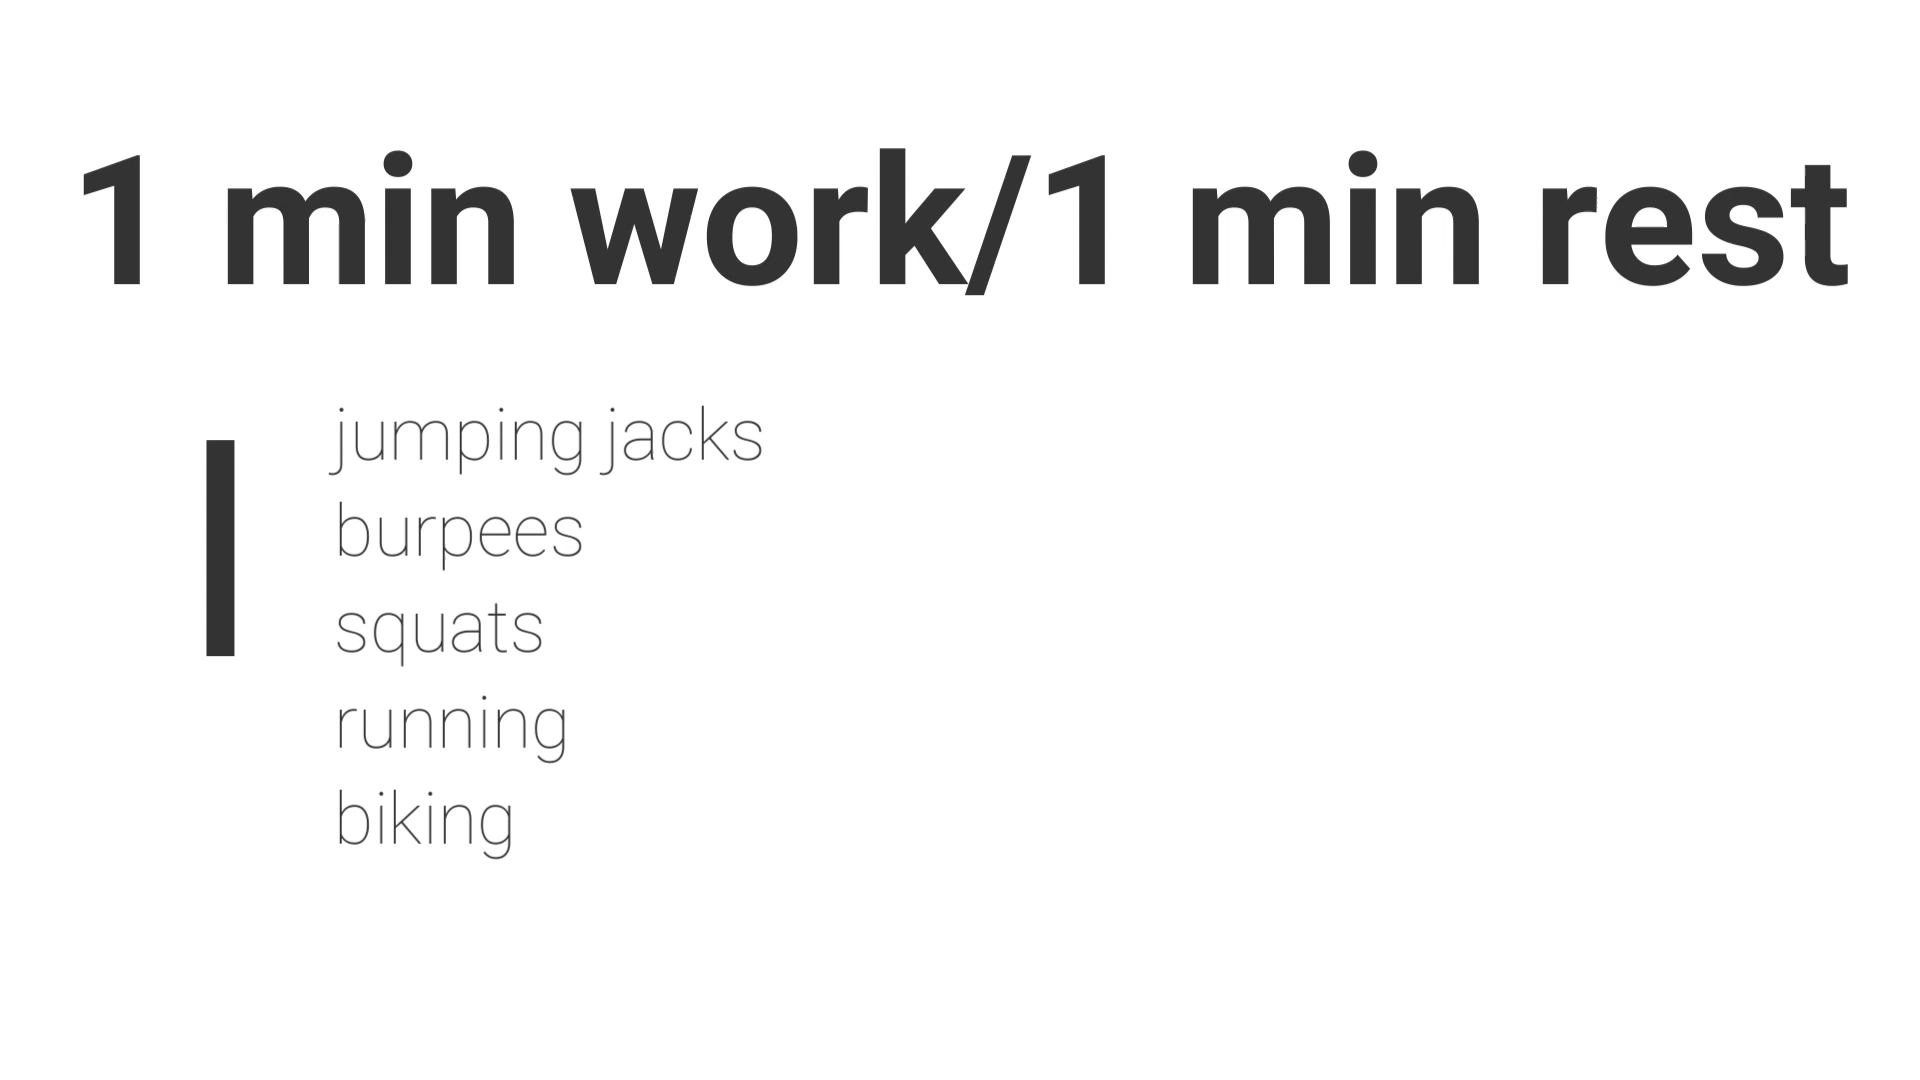 1 min work/1 min rest
jumping jacks
burpees
squats
running
biking